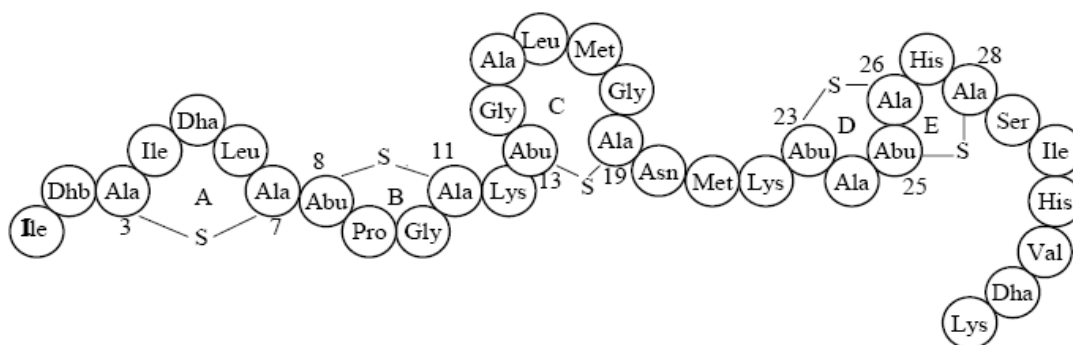 Ile
Dhb
Ala
3
Ile
Dha
Leu
A
S
Ala
7
8
Abu
S
B
Pro
Gly
11
Ala
Lys
Abu
13
Gly
Ala
Leu
Met
Gly
C
S
Ala
19
Asn
Met
Lys
23
Abu
S
D
Ala
Abu
25
26
Ala
His
E
28
Ala
S
Ser
Ile
His
Val
Dha
Lys